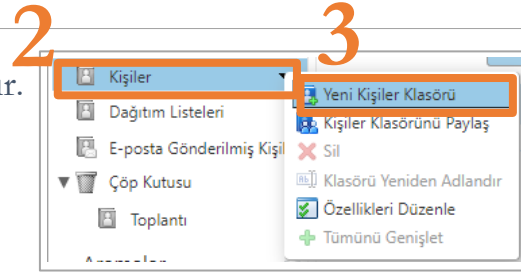 2
3
ır.
Kişiler
Dağıtım Listeleri
E-posta Gönderilmiş Kişil
Çöp Kutusu
Toplantı
Yeni Kişiler Klasörü
Kişiler Klasörünü Paylaş
Sil
Klasörü Yeniden Adlandır
Özellikleri Düzenle
Tümünü Genişlet